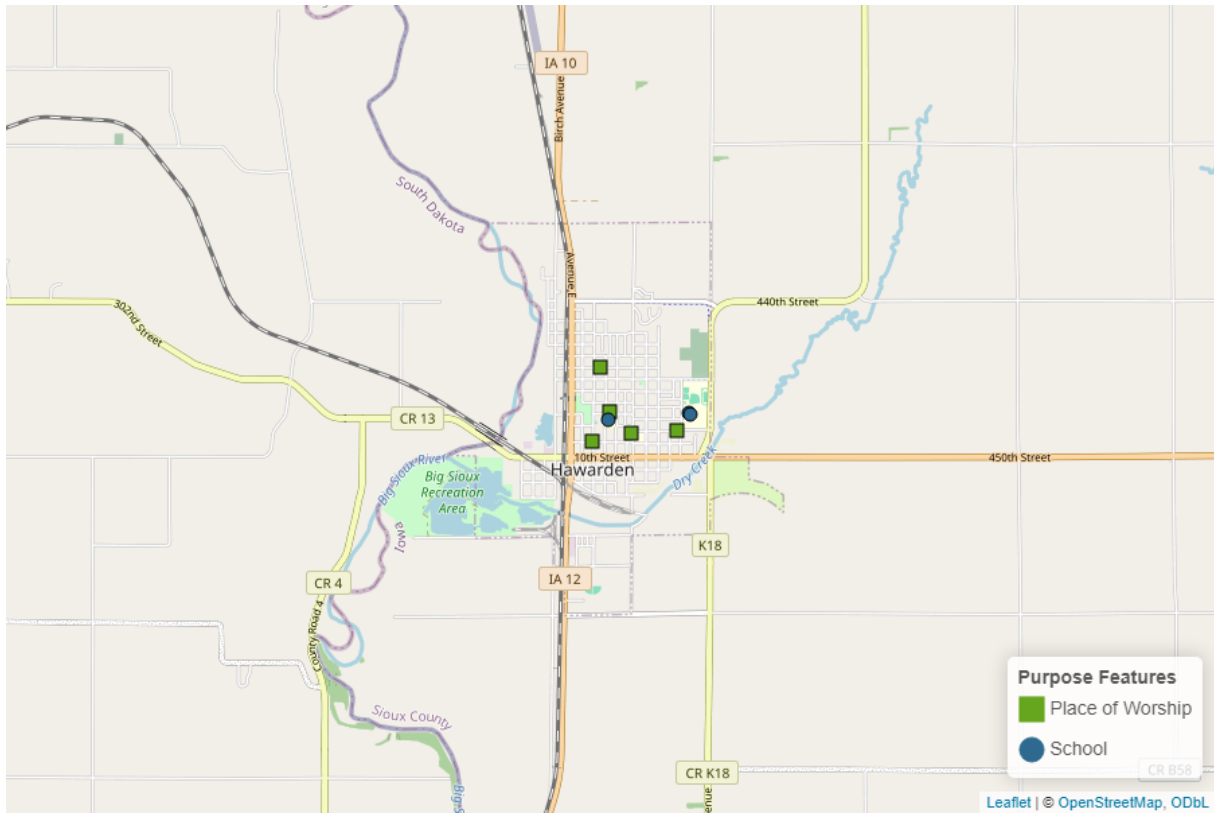 IA 10
Birch Avenue
South Dakota
Avenue E
302nd Street
440th Street
CR 13
10th Street
450th Street
Hawarden
Big Sioux River
Big Sioux
Recreation
Area
Dry Creek
Iowa
K18
CR 4
IA 12
County Road 4
Sioux County
CR K18
Purpose Features
Place of Worship
School
CR B58
Leaflet | © OpenStreetMap, ODbL